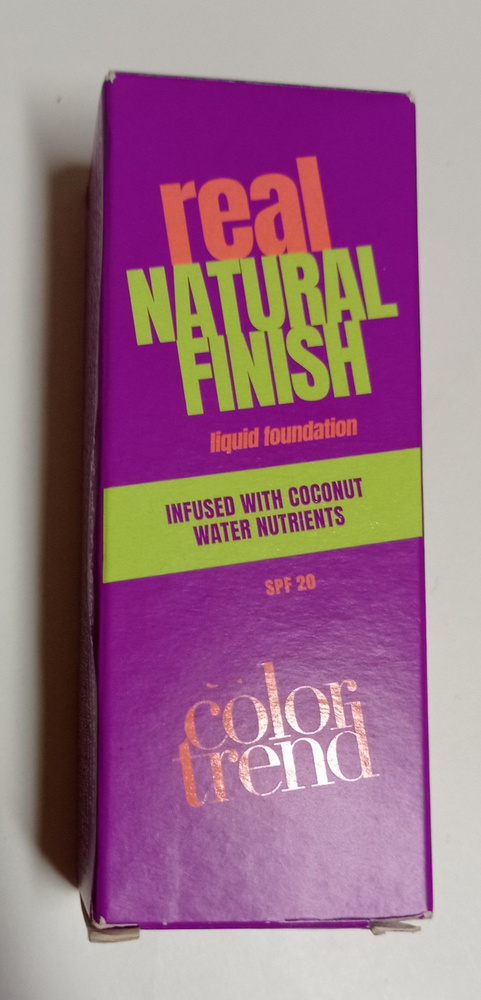 real
NATURAL
FINISH
liquid foundation
INFUSED WITH COCONUT
WATER NUTRIENTS
SPF 20
color
trend